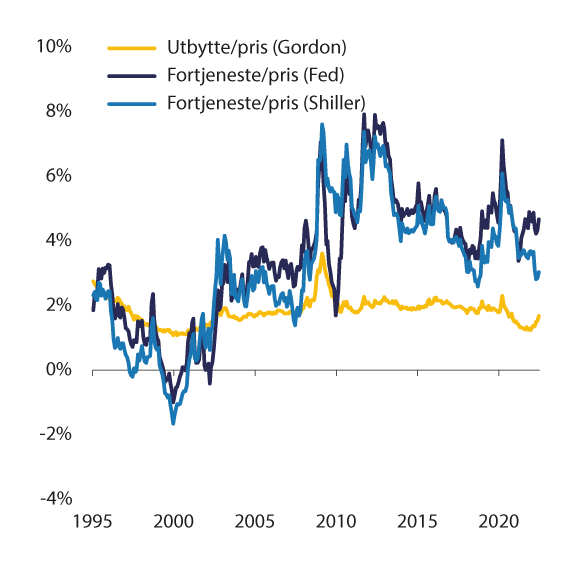 10%
Utbytte/pris (Gordon)
Fortjeneste/pris (Fed)
8%
Fortjeneste/pris (Shiller)
6%
4%
2%
0%
-2%
-4%
1995 2000 2005 2010 2015 2020